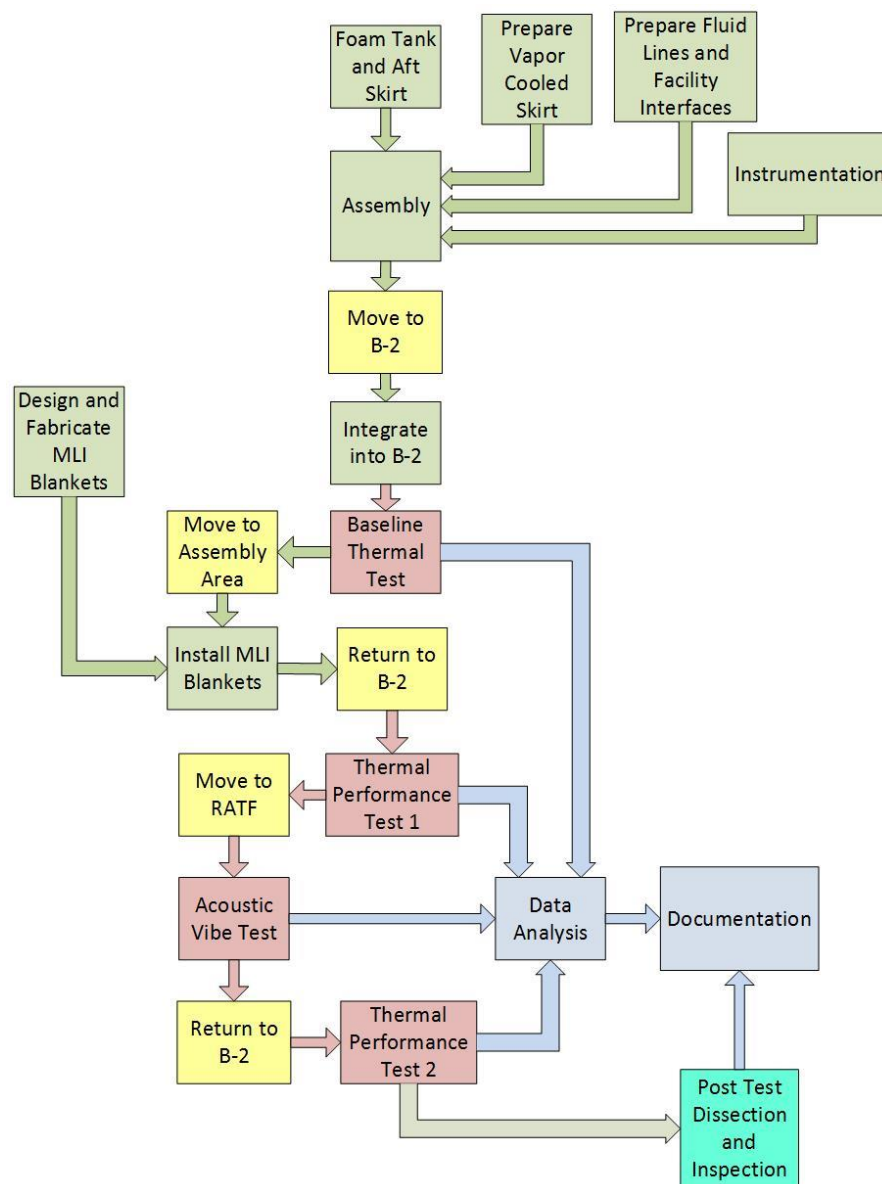 Foam Tank
and Aft
Skirt
Prepare
Vapor
Cooled
Skirt
Prepare Fluid
Lines and
Facility
Interfaces
Instrumentation
Assembly
Move to
B-2
Design and
Fabricate
MLI
Blankets
Integrate
into B-2
Move to
Assembly
Area
Baseline
Thermal
Test
Install MLI
Blankets
Return to
B-2
Move to
RATF
Thermal
Performance
Test 1
Acoustic
Vibe Test
Data
Analysis
Documentation
Return to
B-2
Thermal
Performance
Test 2
Post Test
Dissection
and
Inspection